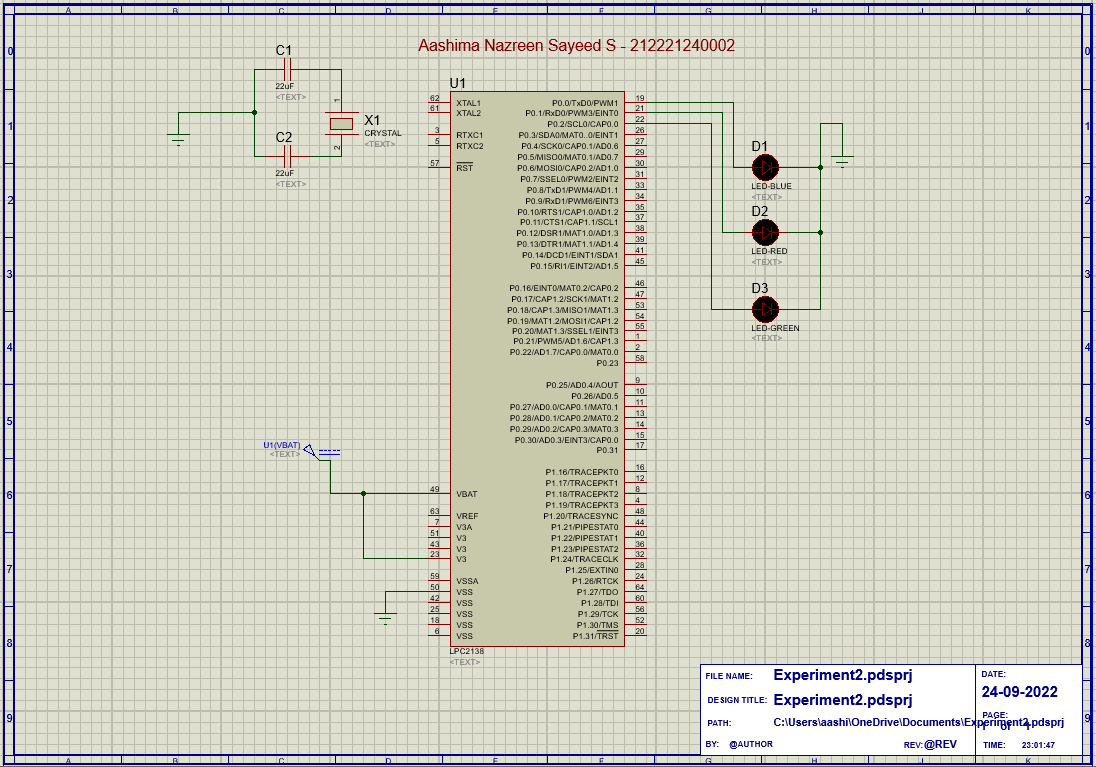 A B C D E F G H J K
Aashima Nazreen Sayeed S - 212221240002
0
1
2
3
4
5
6
7
8
9
C1
22uF
<TEXT>
C2
22uF
<TEXT>
1
2
X1
CRYSTAL
<TEXT>
U1
62 XTAL1
61 XTAL2
3 RTXC1
5 RTXC2
57 RST
U1(VBAT)
<TEXT>
49 VBAT
63 VREF
7 V3A
51 V3
43 V3
23 V3
59 VSSA
50 VSS
42 VSS
25 VSS
18 VSS
6 VSS
P0.0/TxD0/PWM1 19
P0.1/RxD0/PWM3/EINT0 21
P0.2/SCL0/CAP0.0 22
P0.3/SDA0/MAT0.0/EINT1 26
P0.4/SCK0/CAP0.1/AD0.6 27
P0.5/MISO0/MAT0.1/AD0.7 29
P0.6/MOSI0/CAP0.2/AD1.0 30
P0.7/SSEL0/PWM2/EINT2 31
P0.8/TxD1/PWM4/AD1.1 33
P0.9/RxD1/PWM6/EINT3 34
P0.10/RTS1/CAP1.0/AD1.2 35
P0.11/CTS1/CAP1.1/SCL1 37
P0.12/DSR1/MAT1.0/AD1.3 38
P0.13/DTR1/MAT1.1/AD1.4 39
P0.14/DCD1/EINT1/SDA1 41
P0.15/RI1/EINT2/AD1.5 45
P0.16/EINT0/MAT0.2/CAP0.2 46
P0.17/CAP1.2/SCK1/MAT1.2 47
P0.18/CAP1.3/MISO1/MAT1.3 53
P0.19/MAT1.2/MOSI1/CAP1.2 54
P0.20/MAT1.3/SSEL1/EINT3 55
P0.21/PWM5/AD1.6/CAP1.3 1
P0.22/AD1.7/CAP0.0/MAT0.0 2
P0.23 58
P0.25/AD0.4/AOUT 9
P0.26/AD0.5 10
P0.27/AD0.0/CAP0.1/MAT0.1 11
P0.28/AD0.1/CAP0.2/MAT0.2 13
P0.29/AD0.2/CAP0.3/MAT0.3 14
P0.30/AD0.3/EINT3/CAP0.0 15
P0.31 17
P1.16/TRACEPKT0 16
P1.17/TRACEPKT1 12
P1.18/TRACEPKT2 8
P1.19/TRACEPKT3 4
P1.20/TRACESYNC 48
P1.21/PIPESTAT0 44
P1.22/PIPESTAT1 40
P1.23/PIPESTAT2 36
P1.24/TRACECLK 32
P1.25/EXTIN0 28
P1.26/RTCK 24
P1.27/TDO 64
P1.28/TDI 60
P1.29/TCK 56
P1.30/TMS 52
P1.31/TRST 20
LPC2138
<TEXT>
D1
LED-BLUE
<TEXT>
D2
LED-RED
<TEXT>
D3
LED-GREEN
<TEXT>
0
1
2
3
4
5
6
7
8
9
FILE NAME: Experiment2.pdsprj
DESIGN TITLE: Experiment2.pdsprj
PATH: C:\Users\aashi\OneDrive\Documents\Experiment2.pdsprj
BY: @AUTHOR REV:@REV
DATE:
24-09-2022
PAGE:
of
TIME: 23:01:47
A B C D E F G H J K